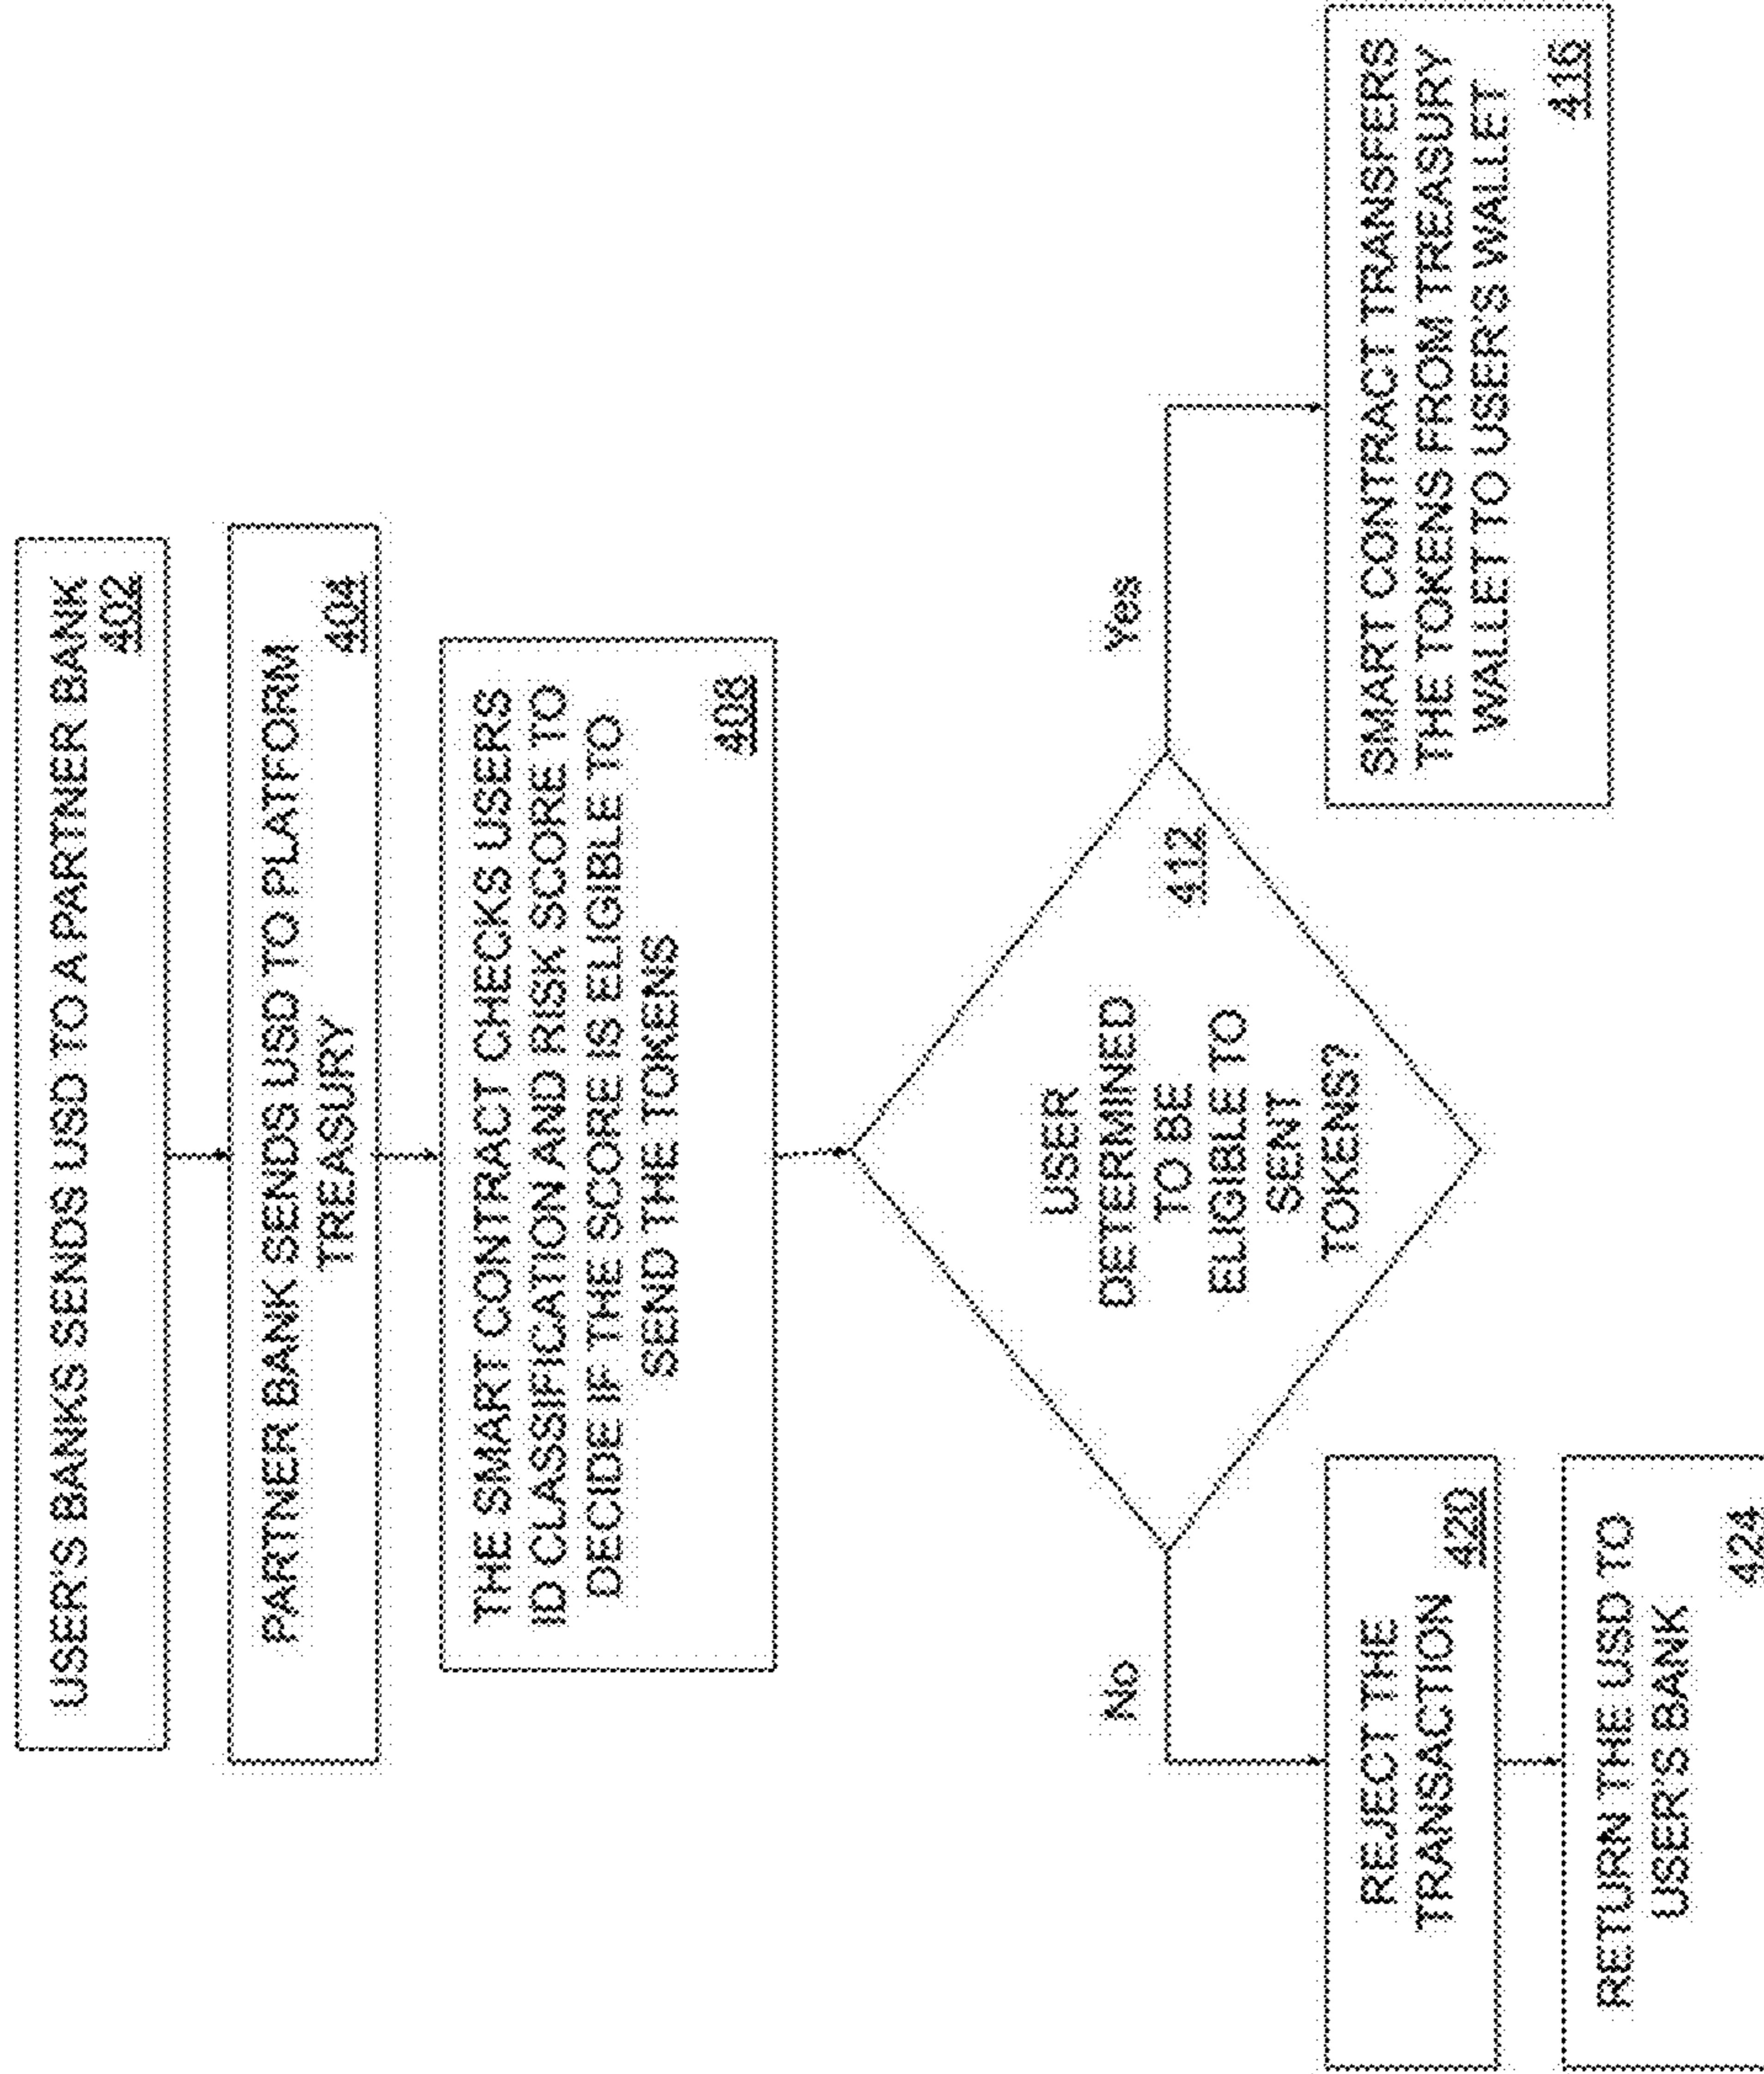 USER'S BANKS SENDS USD TO A PARTNER BANK
402
PARTNER BANK SENDS USD TO PLATFORM
TREASURY
404
THE SMART CONTRACT CHECKS USERS
ID CLASSIFICATION AND RISK SCORE TO
DECIDE IF THE SCORE IS ELIGIBLE TO
SEND THE TOKENS
408
USER
DETERMINED
TO BE
ELIGIBLE TO
SENT
TOKENS?
412
No
Yes
REJECT THE
TRANSACTION
420
RETURN THE USD TO
USER'S BANK
424
SMART CONTRACT TRANSFERS
THE TOKENS FROM TREASURY
WALLET TO USER'S WALLET
416